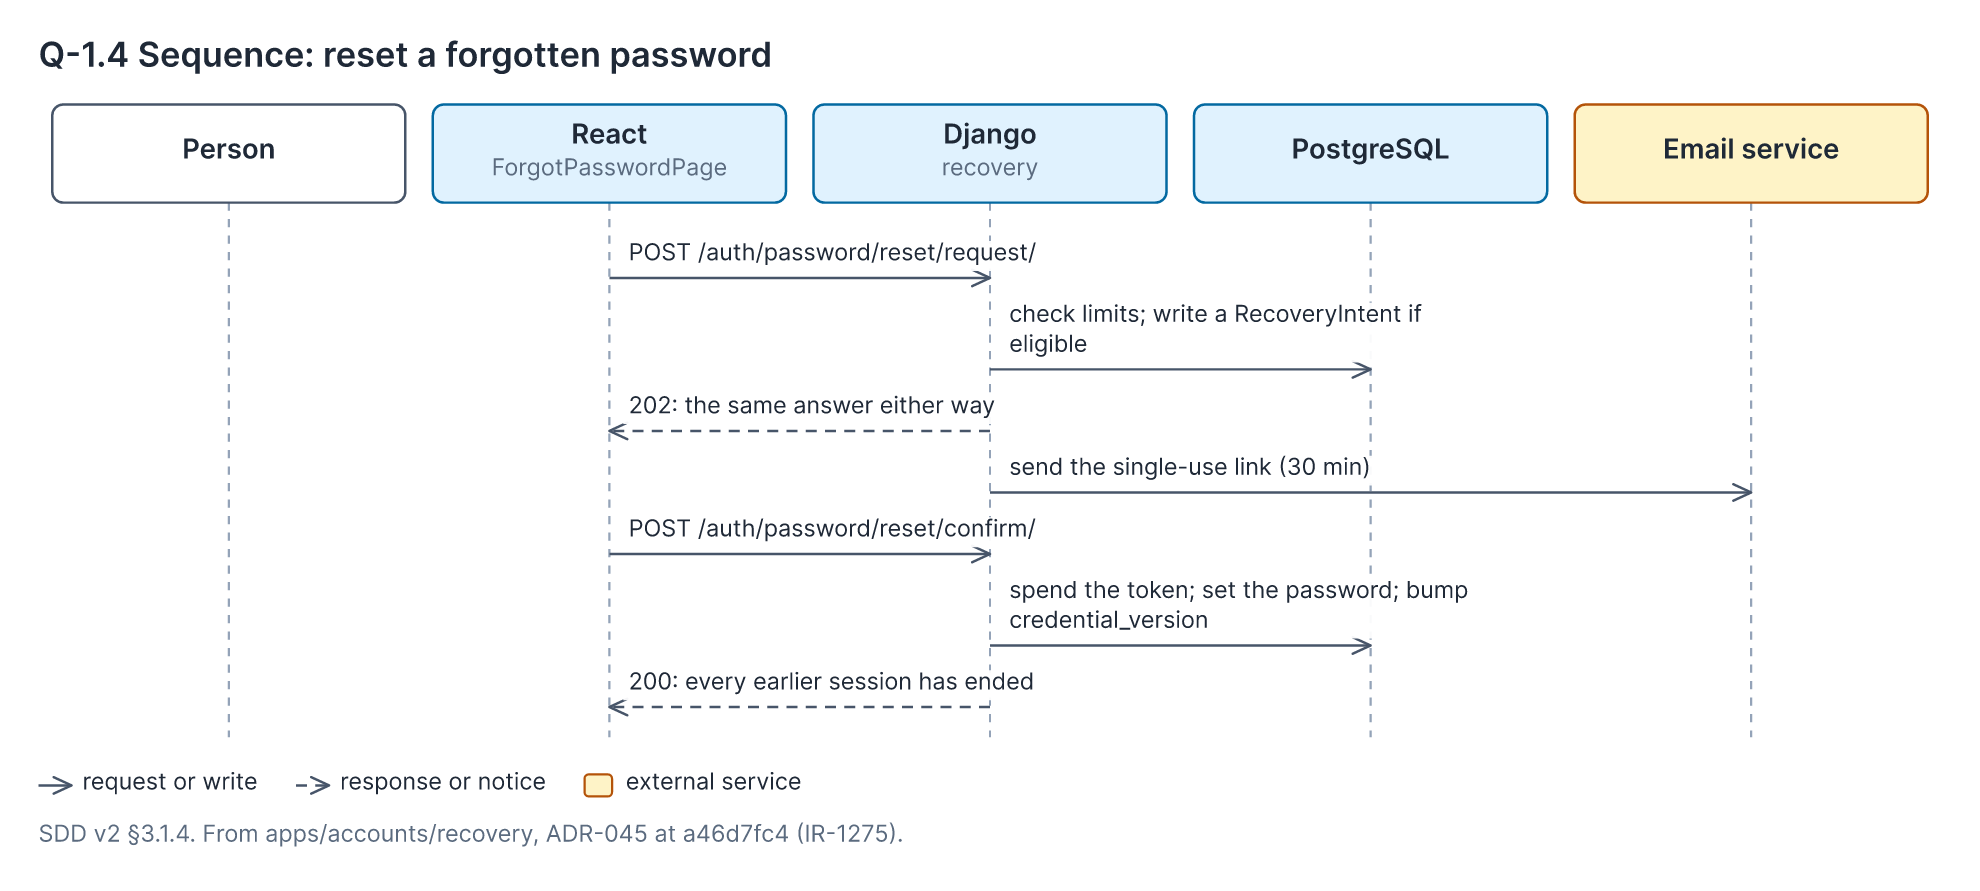 Q-1.4 Sequence: reset a forgotten password
Person
React
ForgotPasswordPage
Django
recovery
PostgreSQL
Email service
POST /auth/password/reset/request/
check limits; write a RecoveryIntent if
eligible
202: the same answer either way
send the single-use link (30 min)
POST /auth/password/reset/confirm/
spend the token; set the password; bump
credential_version
200: every earlier session has ended
request or write
response or notice
external service
SDD v2 §3.1.4. From apps/accounts/recovery, ADR-045 at a46d7fc4 (IR-1275).